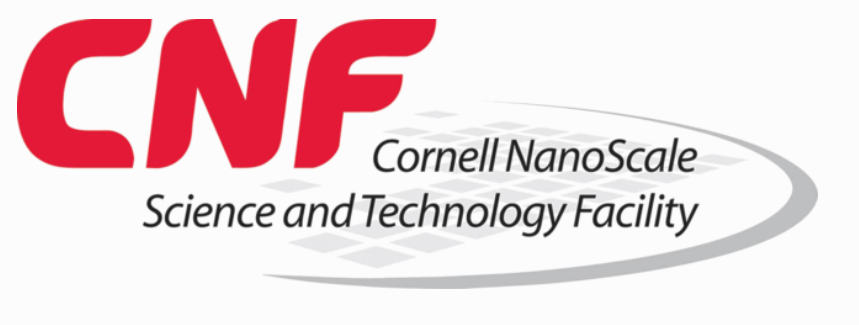 CNF
Cornell NanoScale
Science and Technology Facility